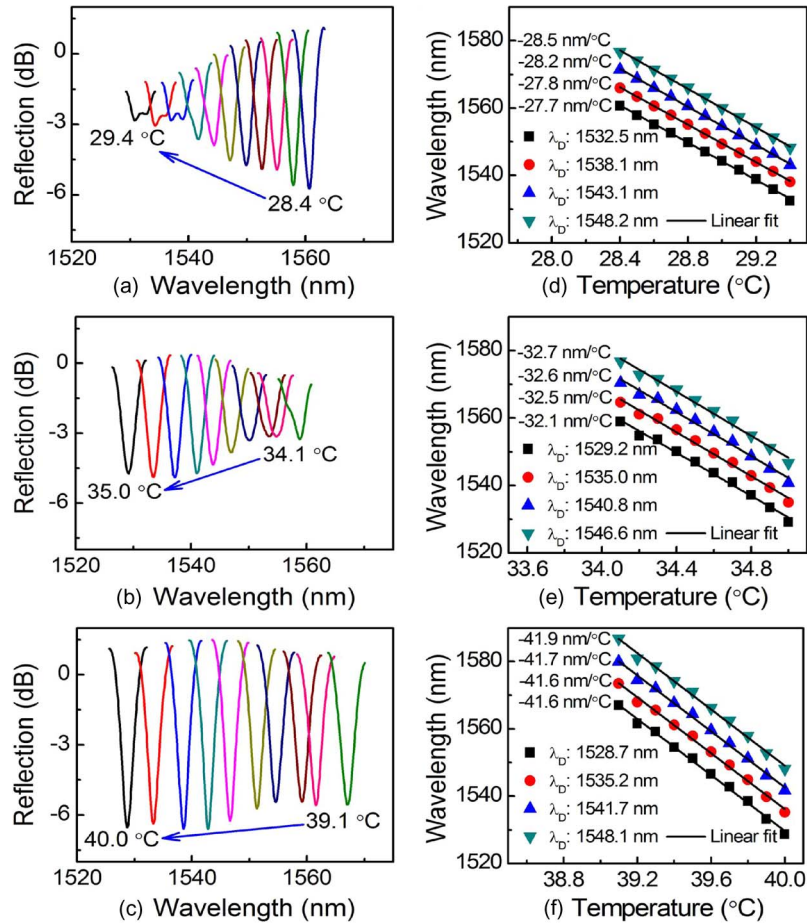 0
-3
-6
Reflection (dB)
29.4 °C
28.4 °C
1520
1540
1560
(a) Wavelength (nm)
1580
1560
1540
1520
Wavelength (nm)
-28.5 nm/°C
-28.2 nm/°C
-27.8 nm/°C
-27.7 nm/°C
λD: 1532.5 nm
λD: 1538.1 nm
λD: 1543.1 nm
λD: 1548.2 nm
Linear fit
28.0
28.4
28.8
29.2
(d) Temperature (°C)
0
-3
-6
Reflection (dB)
35.0 °C
34.1 °C
1520
1540
1560
(b) Wavelength (nm)
1580
1560
1540
1520
Wavelength (nm)
-32.7 nm/°C
-32.6 nm/°C
-32.5 nm/°C
-32.1 nm/°C
λD: 1529.2 nm
λD: 1535.0 nm
λD: 1540.8 nm
λD: 1546.6 nm
Linear fit
33.6
34.0
34.4
34.8
(e) Temperature (°C)
0
-3
-6
Reflection (dB)
40.0 °C
39.1 °C
1520
1540
1560
(c) Wavelength (nm)
1580
1560
1540
1520
Wavelength (nm)
-41.9 nm/°C
-41.7 nm/°C
-41.6 nm/°C
-41.6 nm/°C
λD: 1528.7 nm
λD: 1535.2 nm
λD: 1541.7 nm
λD: 1548.1 nm
Linear fit
38.8
39.2
39.6
40.0
(f) Temperature (°C)